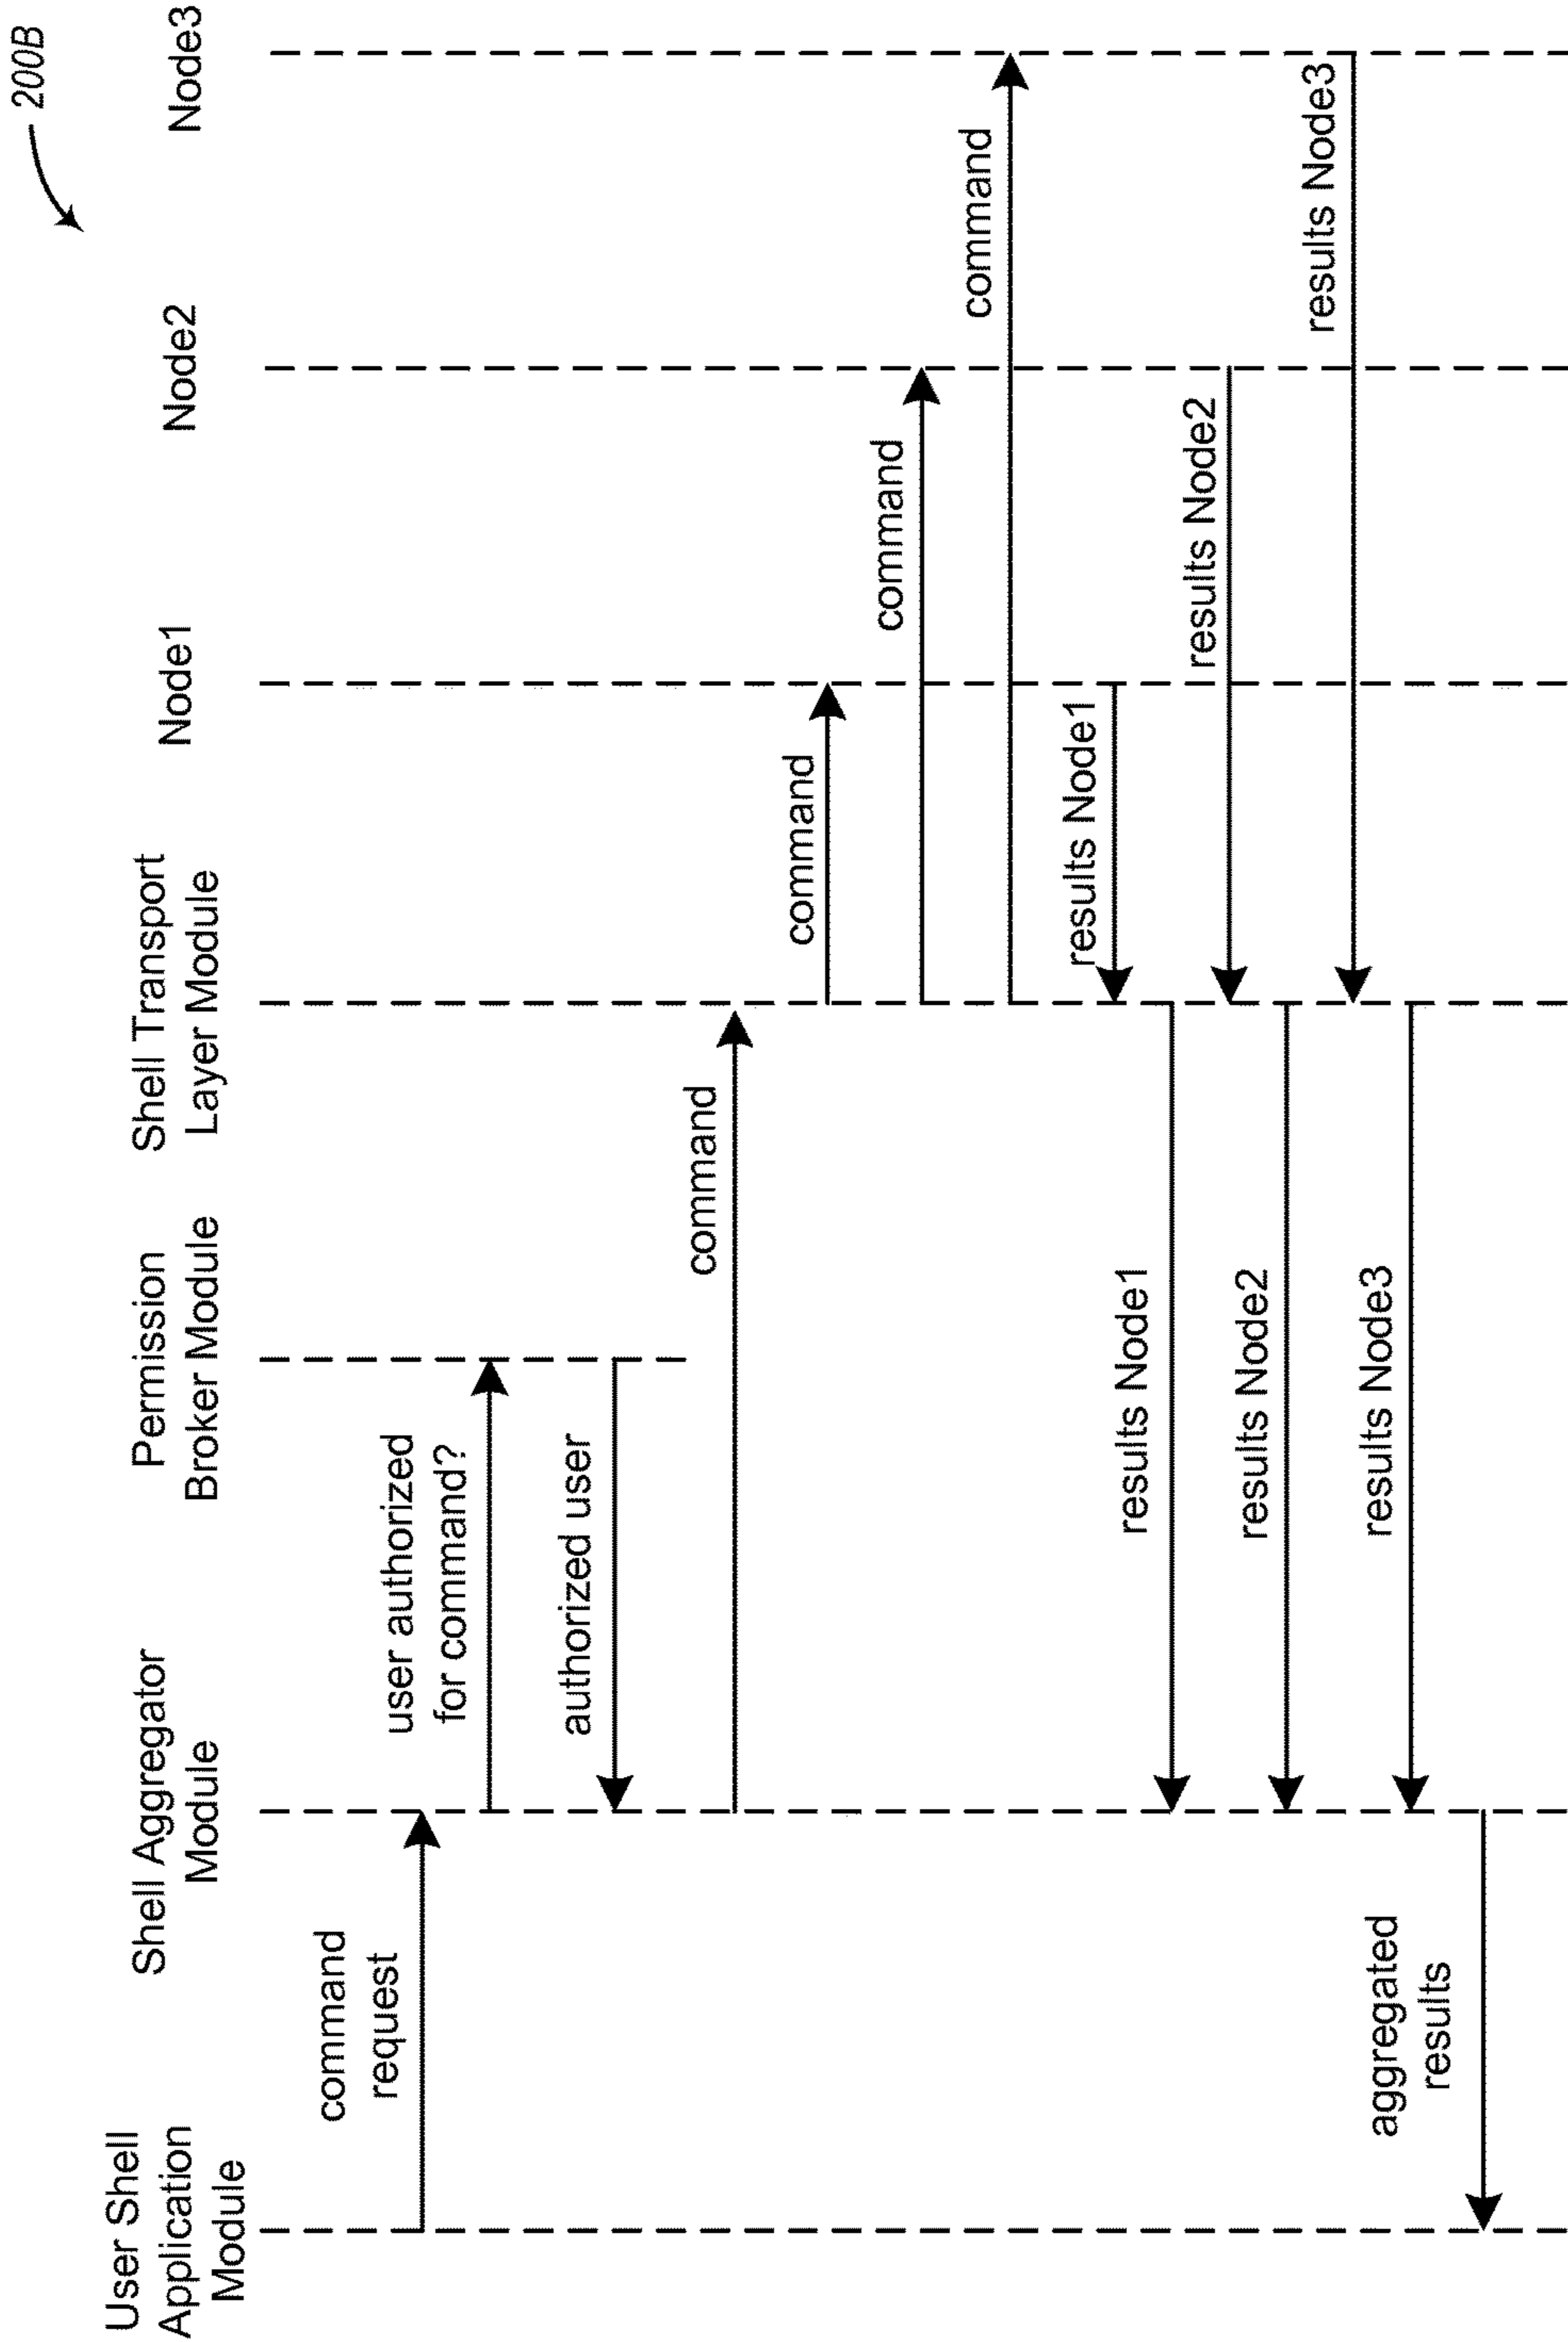 200B
User Shell
Application
Module
Shell Aggregator
Module
Permission
Broker Module
Shell Transport
Layer Module
Node1
Node2
Node3
command
request
user authorized
for command?
authorized user
command
command
command
command
results Node1
results Node1
results Node2
results Node2
results Node3
results Node3
aggregated
results